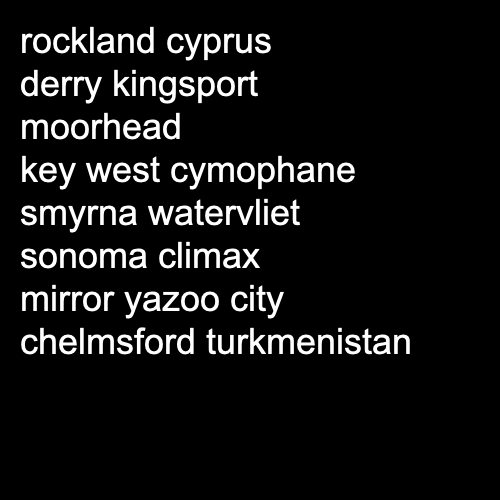 rockland cyprus
derry kingsport
moorhead
key west cymophane
smyrna watervliet
sonoma climax
mirror yazoo city
chelmsford turkmenistan